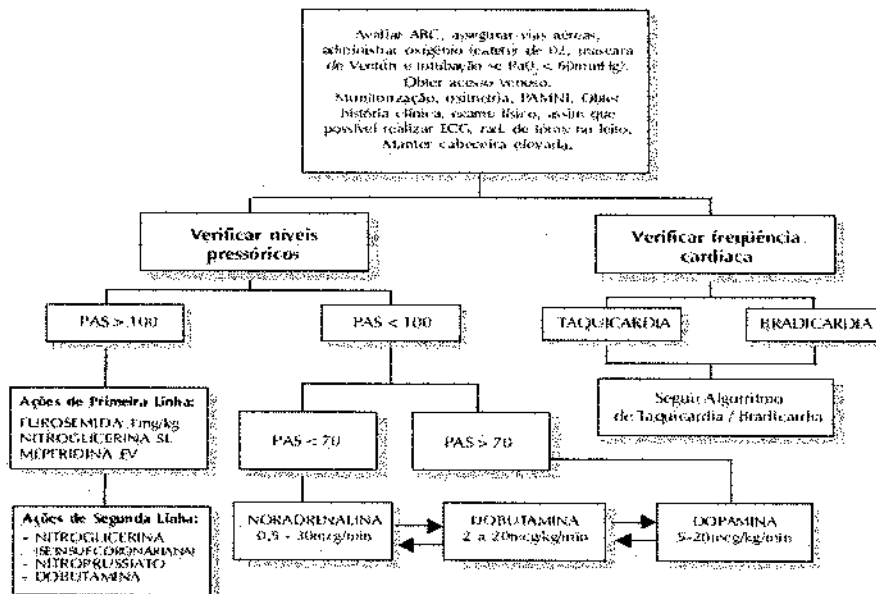 Avaliar ABC, assegurar vias aéreas,
administrar oxigênio (cateter de O2, máscara
de Venturi e intubação se PaO2 < 60mmHg).
Obter acesso venoso.
Monitorização, oximetria, PAMNI, Obter
história clínica, exame físico, assim que
possível realizar ECG, rad. de tórax no leito.
Manter cabeceira elevada.
Verificar níveis
pressóricos
Verificar freqüência
cardíaca
PAS > 100
PAS < 100
TAQUICARDIA
BRADICARDIA
Ações de Primeira Linha:
FUROSEMIDA 1mg/kg
NITROGLICERINA SL
MEPERIDINA EV
PAS < 70
PAS > 70
Seguir Algoritmo
de Taquicardia / Bradicardia
Ações de Segunda Linha:
- NITROGLICERINA
(SE INSUF CORONARIANA)
- NITROPRUSSIATO
- DOBUTAMINA
NORADRENALINA
0,5 - 30mcg/min
DOBUTAMINA
2 a 20mcg/kg/min
DOPAMINA
5-20mcg/kg/min